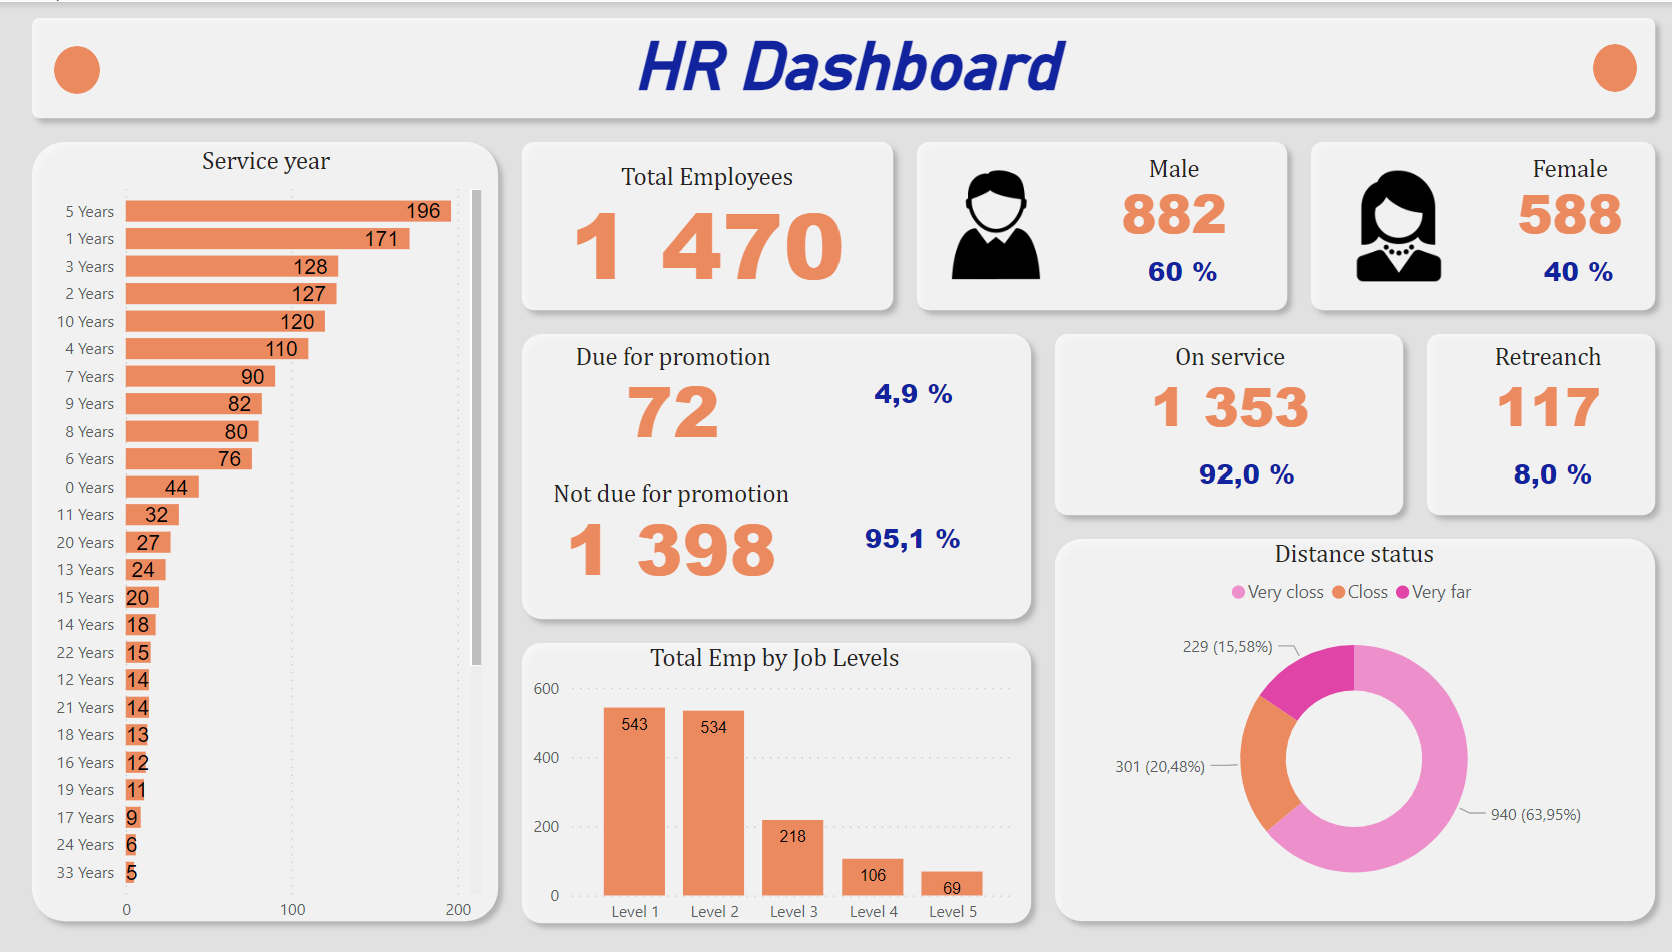 HR Dashboard
Service year
5 Years 196
1 Years 171
3 Years 128
2 Years 127
10 Years 120
4 Years 110
7 Years 90
9 Years 82
8 Years 80
6 Years 76
0 Years 44
11 Years 32
20 Years 27
13 Years 24
15 Years 20
14 Years 18
22 Years 15
12 Years 14
21 Years 14
18 Years 13
16 Years 12
19 Years 11
17 Years 9
24 Years 6
33 Years 5
0 100 200
Total Employees
1 470
Male
882
60 %
Female
588
40 %
Due for promotion
72
4,9 %
Not due for promotion
1 398
95,1 %
On service
1 353
92,0 %
Retreanch
117
8,0 %
Total Emp by Job Levels
600
400
200
0
543
534
218
106
69
Level 1 Level 2 Level 3 Level 4 Level 5
Distance status
Very closs Closs Very far
229 (15,58%)
301 (20,48%)
940 (63,95%)